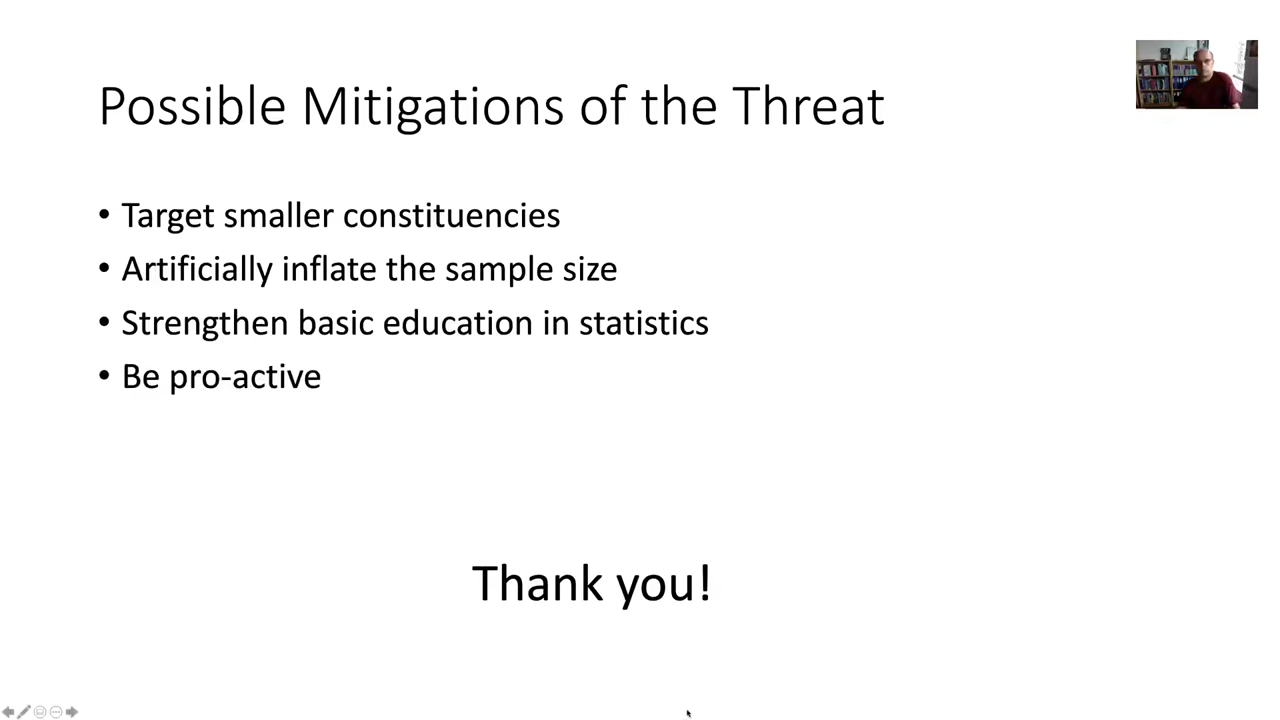 Possible Mitigations of the Threat
• Target smaller constituencies
• Artificially inflate the sample size
• Strengthen basic education in statistics
• Be pro-active
Thank you!